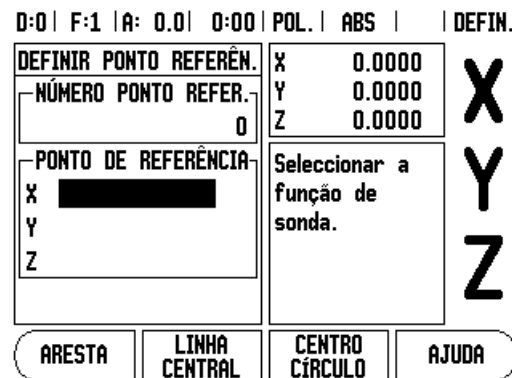 D:0 | F:1 | A: 0.0 | 0:00 | POL. | ABS | | DEFIN.
DEFINIR PONTO REFERÊN.
NÚMERO PONTO REFER.
0
PONTO DE REFERÊNCIA
X
Y
Z
X 0.0000
Y 0.0000
Z 0.0000
Seleccionar a
função de
sonda.
X
Y
Z
ARESTA
LINHA
CENTRAL
CENTRO
CÍRCULO
AJUDA